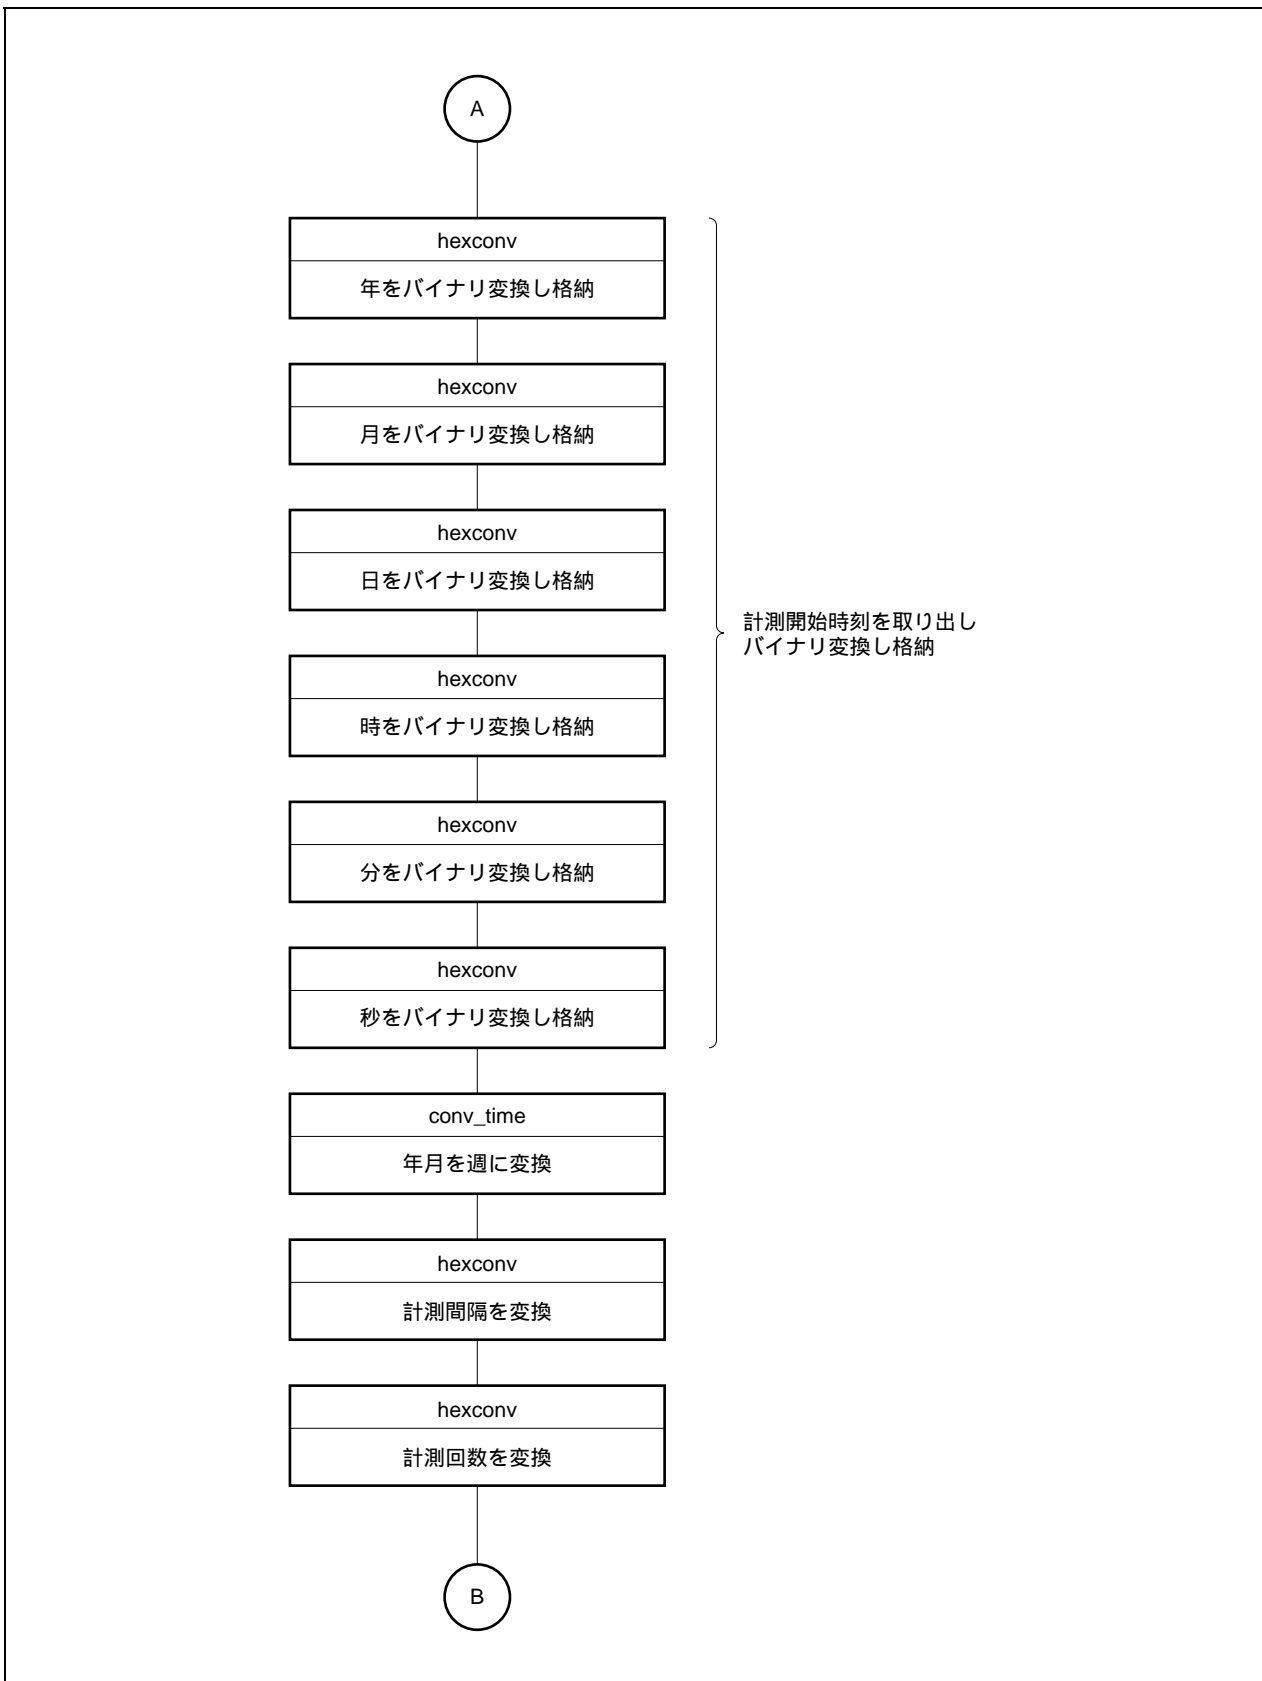 A
hexconv
年をバイナリ変換し格納
hexconv
月をバイナリ変換し格納
hexconv
日をバイナリ変換し格納
計測開始時刻を取り出し
バイナリ変換し格納
hexconv
時をバイナリ変換し格納
hexconv
分をバイナリ変換し格納
hexconv
秒をバイナリ変換し格納
conv_time
年月を週に変換
hexconv
計測間隔を変換
hexconv
計測回数を変換
B